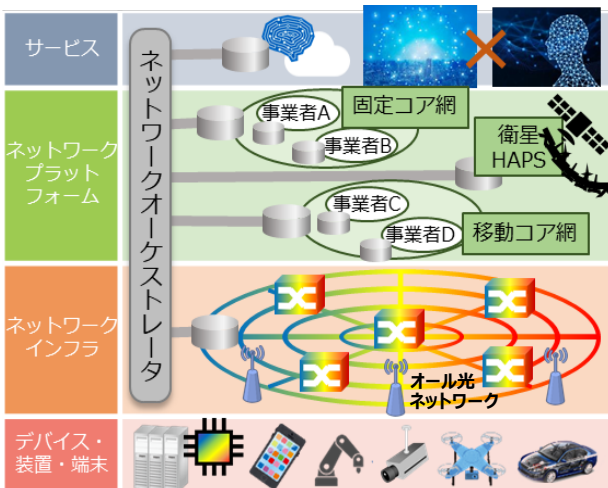 サービス
ネットワークオーケストレータ
ネットワーク
プラット
フォーム
事業者A
固定コア網
事業者B
衛星
HAPS
事業者C
事業者D
移動コア網
ネットワーク
インフラ
オール光
ネットワーク
デバイス・
装置・端末